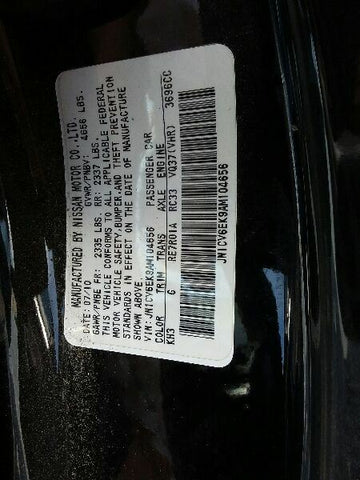 MANUFACTURED BY NISSAN MOTOR CO.,LTD.
DATE: 07/10 GVWR/PNBV: 4656 LBS.
GAWR/PNBE FR: 2335 LBS. RR: 2337 LBS.
THIS VEHICLE CONFORMS TO ALL APPLICABLE FEDERAL
MOTOR VEHICLE SAFETY,BUMPER,AND THEFT PREVENTION
STANDARDS IN EFFECT ON THE DATE OF MANUFACTURE
SHOWN ABOVE.
VIN: JN1CV6EK9AM104656 PASSENGER CAR
COLOR TRIM TRANS AXLE ENGINE
KH3 G RE7R01A RC33 VQ37(VHR) 3696CC
JN1CV6EK9AM104656